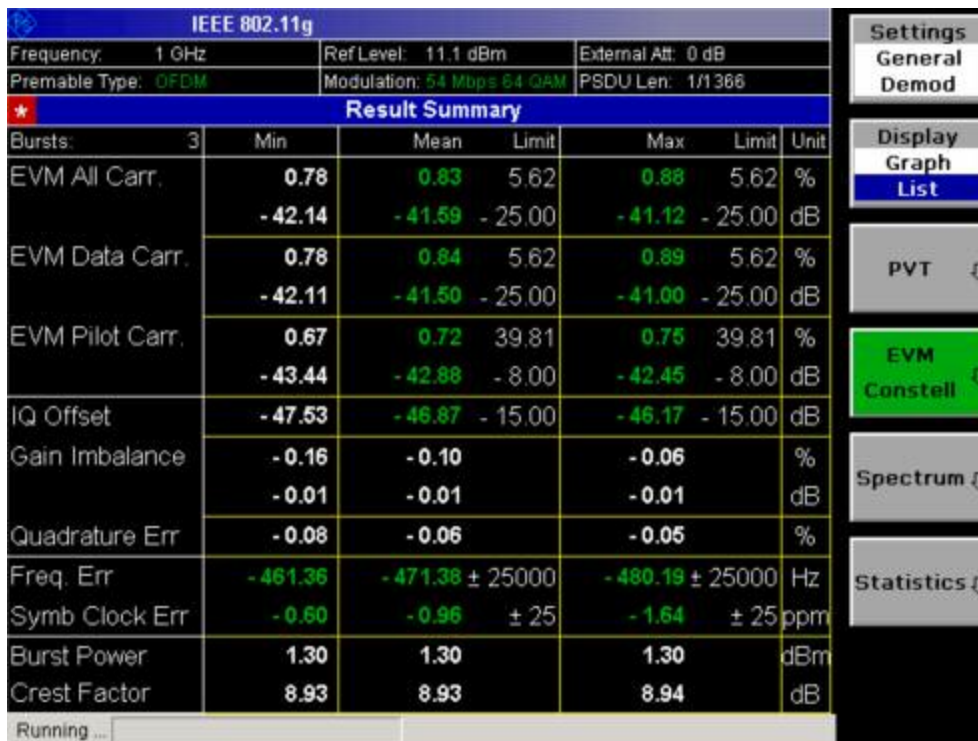 IEEE 802.11g
Frequency: 1 GHz Ref Level: 11.1 dBm External Att: 0 dB
Premable Type: OFDM Modulation: 54 Mbps 64 QAM PSDU Len: 1/1366
* Result Summary
Bursts: 3 Min Mean Limit Max Limit Unit
EVM All Carr. 0.78 0.83 5.62 0.88 5.62 %
- 42.14 - 41.59 - 25.00 - 41.12 - 25.00 dB
EVM Data Carr. 0.78 0.84 5.62 0.89 5.62 %
- 42.11 - 41.50 - 25.00 - 41.00 - 25.00 dB
EVM Pilot Carr. 0.67 0.72 39.81 0.75 39.81 %
- 43.44 - 42.88 - 8.00 - 42.45 - 8.00 dB
IQ Offset - 47.53 - 46.87 - 15.00 - 46.17 - 15.00 dB
Gain Imbalance - 0.16 - 0.10 - 0.06 %
- 0.01 - 0.01 - 0.01 dB
Quadrature Err - 0.08 - 0.06 - 0.05 %
Freq. Err - 461.36 - 471.38 ± 25000 - 480.19 ± 25000 Hz
Symb Clock Err - 0.60 - 0.96 ± 25 - 1.64 ± 25 ppm
Burst Power 1.30 1.30 1.30 dBm
Crest Factor 8.93 8.93 8.94 dB
Running ...
Settings
General
Demod
Display
Graph
List
PVT
EVM
Constell
Spectrum
Statistics